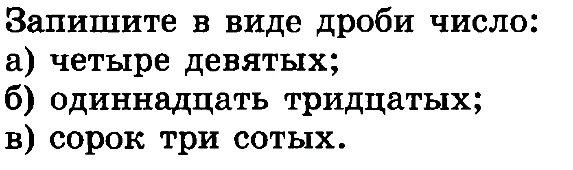 Запишите в виде дроби число:
а) четыре девятых;
б) одиннадцать тридцатых;
в) сорок три сотых.